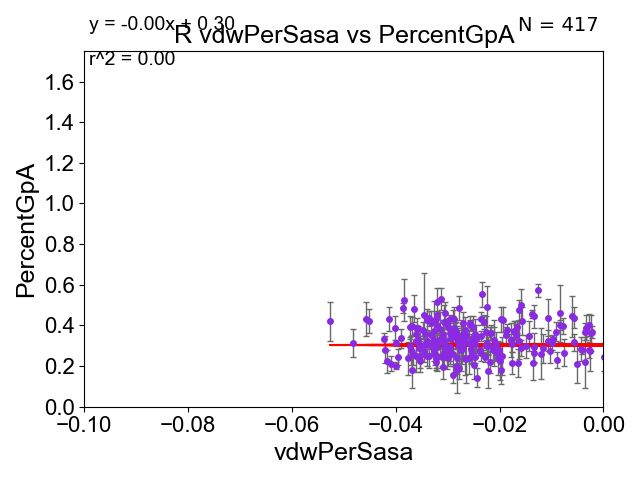 y = -0.00x + 0.30
R vdwPerSasa vs PercentGpA
N = 417
r^2 = 0.00
PercentGpA
1.6
1.4
1.2
1.0
0.8
0.6
0.4
0.2
0.0
−0.10 −0.08 −0.06 −0.04 −0.02 0.00
vdwPerSasa